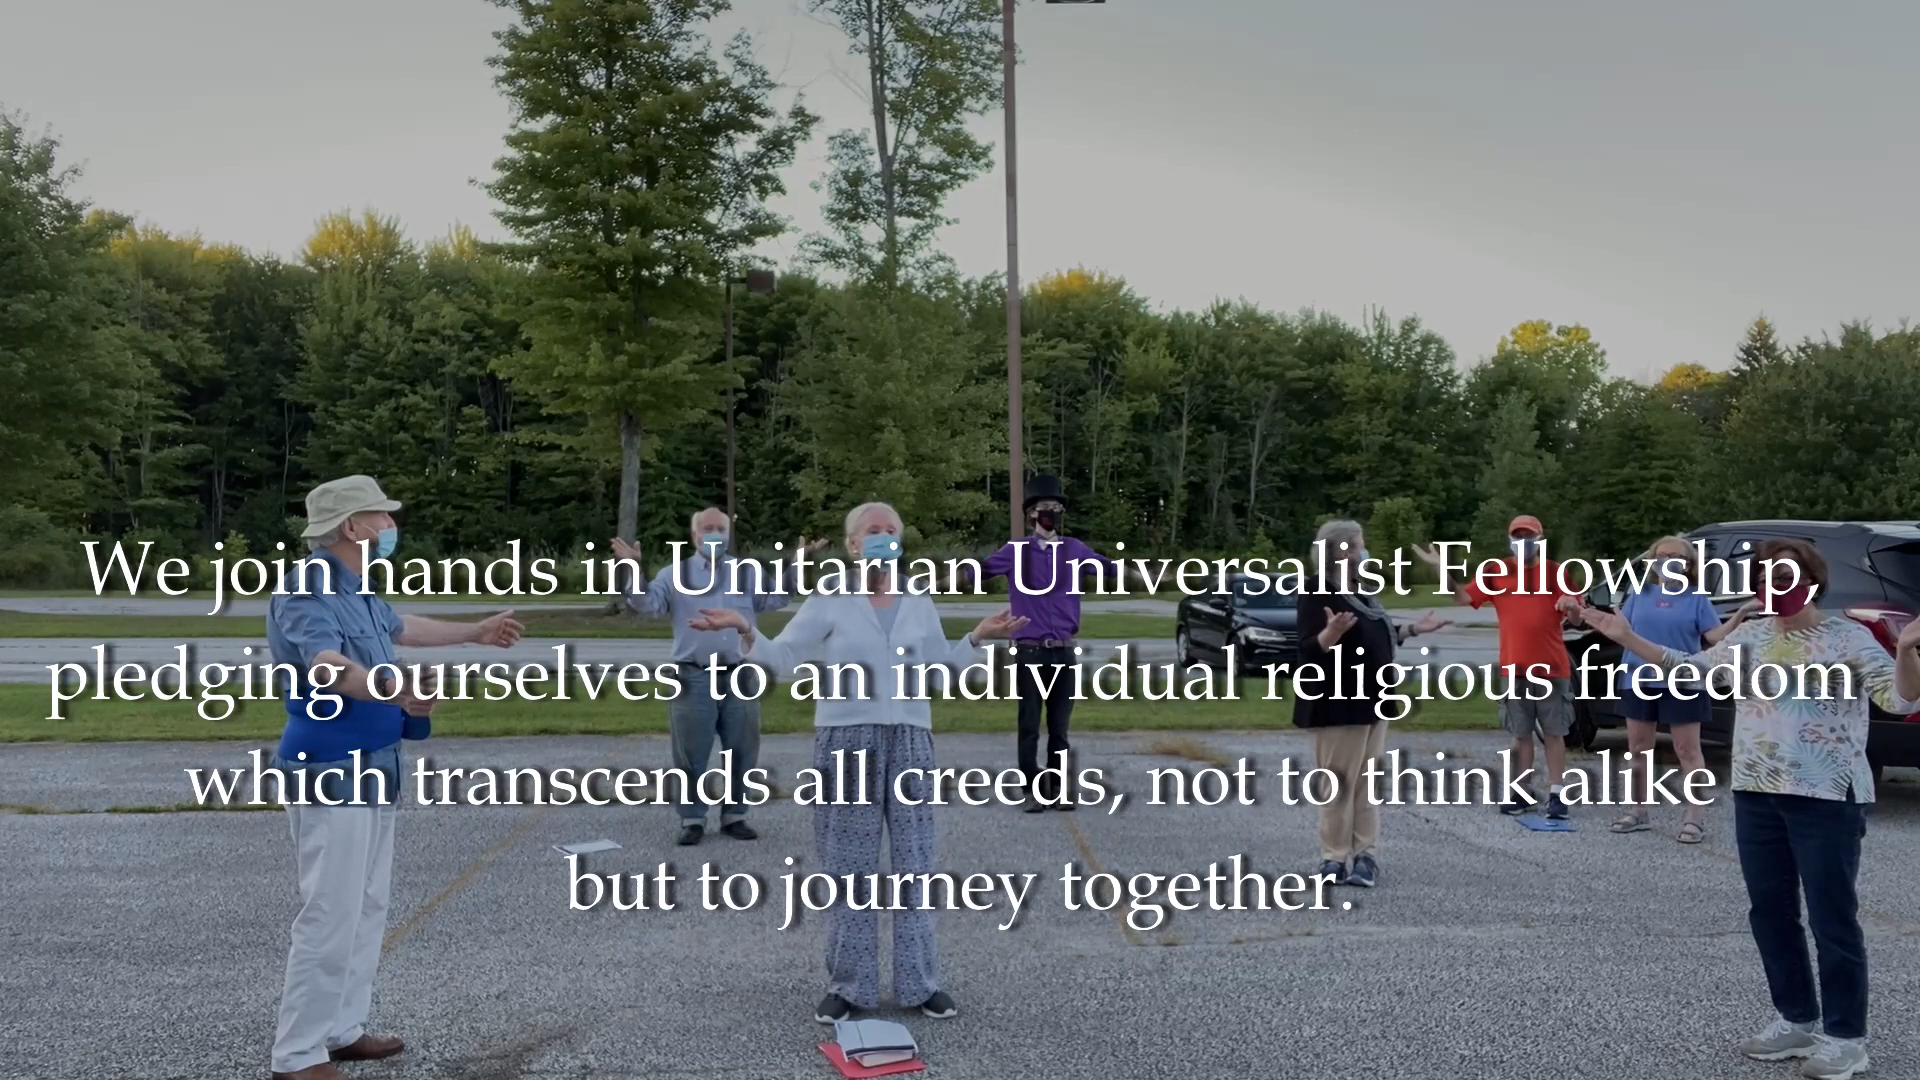 We join hands in Unitarian Universalist Fellowship,
pledging ourselves to an individual religious freedom
which transcends all creeds, not to think alike
but to journey together.